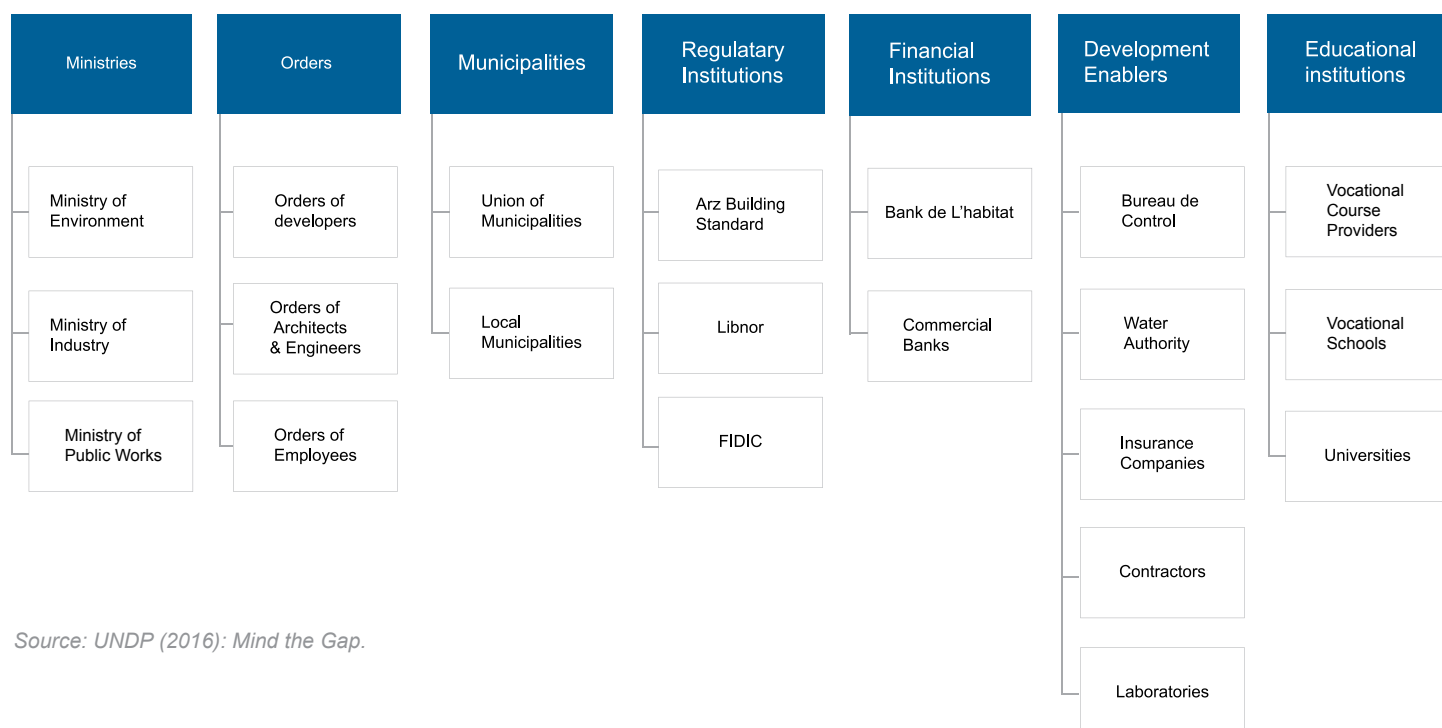 Ministries
Ministry of
Environment
Ministry of
Industry
Ministry of
Public Works
Orders
Orders of
developers
Orders of
Architects
& Engineers
Orders of
Employees
Municipalities
Union of
Municipalities
Local
Municipalities
Regulatary
Institutions
Arz Building
Standard
Libnor
FIDIC
Financial
Institutions
Bank de L'habitat
Commercial
Banks
Development
Enablers
Bureau de
Control
Water
Authority
Insurance
Companies
Contractors
Laboratories
Educational
institutions
Vocational
Course
Providers
Vocational
Schools
Universities
Source: UNDP (2016): Mind the Gap.